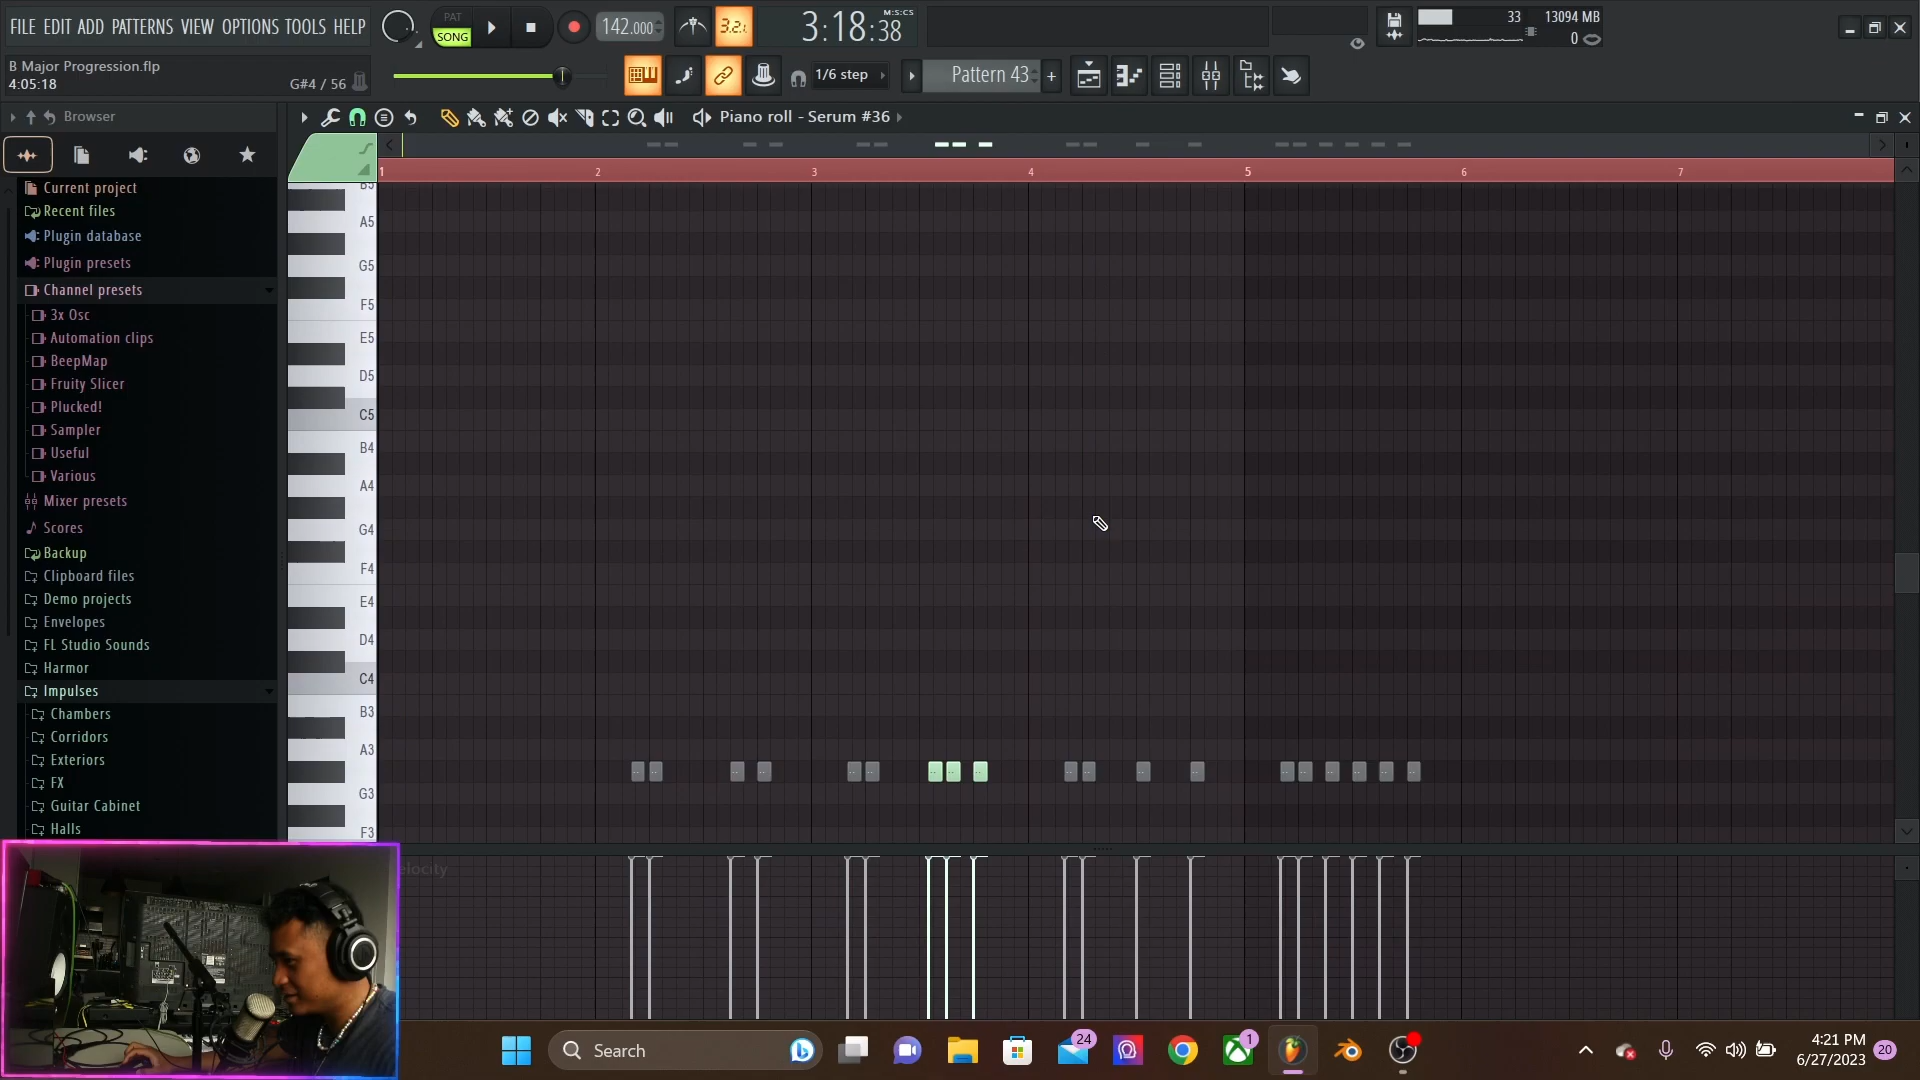 FILE EDIT ADD PATTERNS VIEW OPTIONS TOOLS HELP
PAT
SONG
142.000
3.2.1
3:18:38
M:S:CS
33
13094 MB
0
B Major Progression.flp
4:05:18
G#4 / 56
1/6 step
Pattern 43
Browser
Piano roll - Serum #36
Current project
Recent files
Plugin database
Plugin presets
Channel presets
3x Osc
Automation clips
BeepMap
Fruity Slicer
Plucked!
Sampler
Useful
Various
Mixer presets
Scores
Backup
Clipboard files
Demo projects
Envelopes
FL Studio Sounds
Harmor
Impulses
Chambers
Corridors
Exteriors
FX
Guitar Cabinet
Halls
1 2 3 4 5 6 7
B5
A5
G5
F5
E5
D5
C5
B4
A4
G4
F4
E4
D4
C4
B3
A3
G3
F3
elocity
Search
24
1
4:21 PM
6/27/2023
20